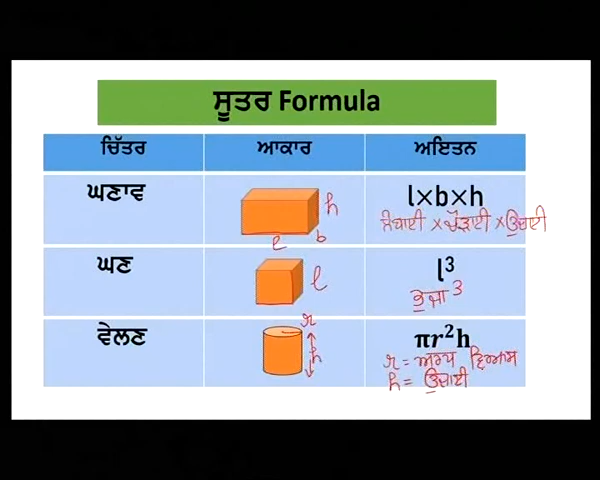 ਸੂਤਰ Formula
ਚਿੱਤਰ ਆਕਾਰ ਅਇਤਨ
ਘਣਾਵ l×b×h
h
l b
ਲੰਬਾਈ × ਚੌੜਾਈ × ਉਚਾਈ
ਘਣ l³
l
ਭੁਜਾ ³
ਵੇਲਣ πr²h
r
h
r = ਅਰਧ ਵਿਆਸ
h = ਉਚਾਈ